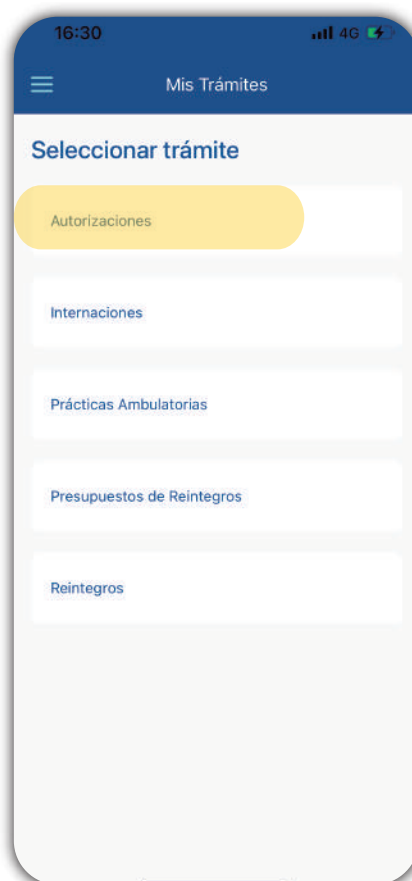 16:30
4G
Mis Trámites
Seleccionar trámite
Autorizaciones
Internaciones
Prácticas Ambulatorias
Presupuestos de Reintegros
Reintegros